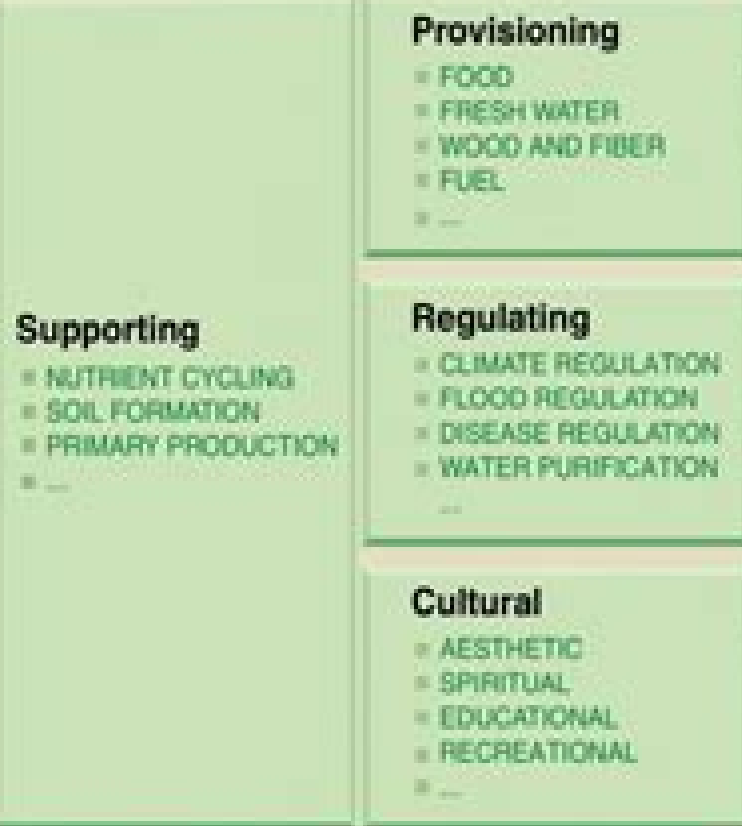 Supporting
NUTRIENT CYCLING
SOIL FORMATION
PRIMARY PRODUCTION
...
Provisioning
FOOD
FRESH WATER
WOOD AND FIBER
FUEL
...
Regulating
CLIMATE REGULATION
FLOOD REGULATION
DISEASE REGULATION
WATER PURIFICATION
...
Cultural
AESTHETIC
SPIRITUAL
EDUCATIONAL
RECREATIONAL
...